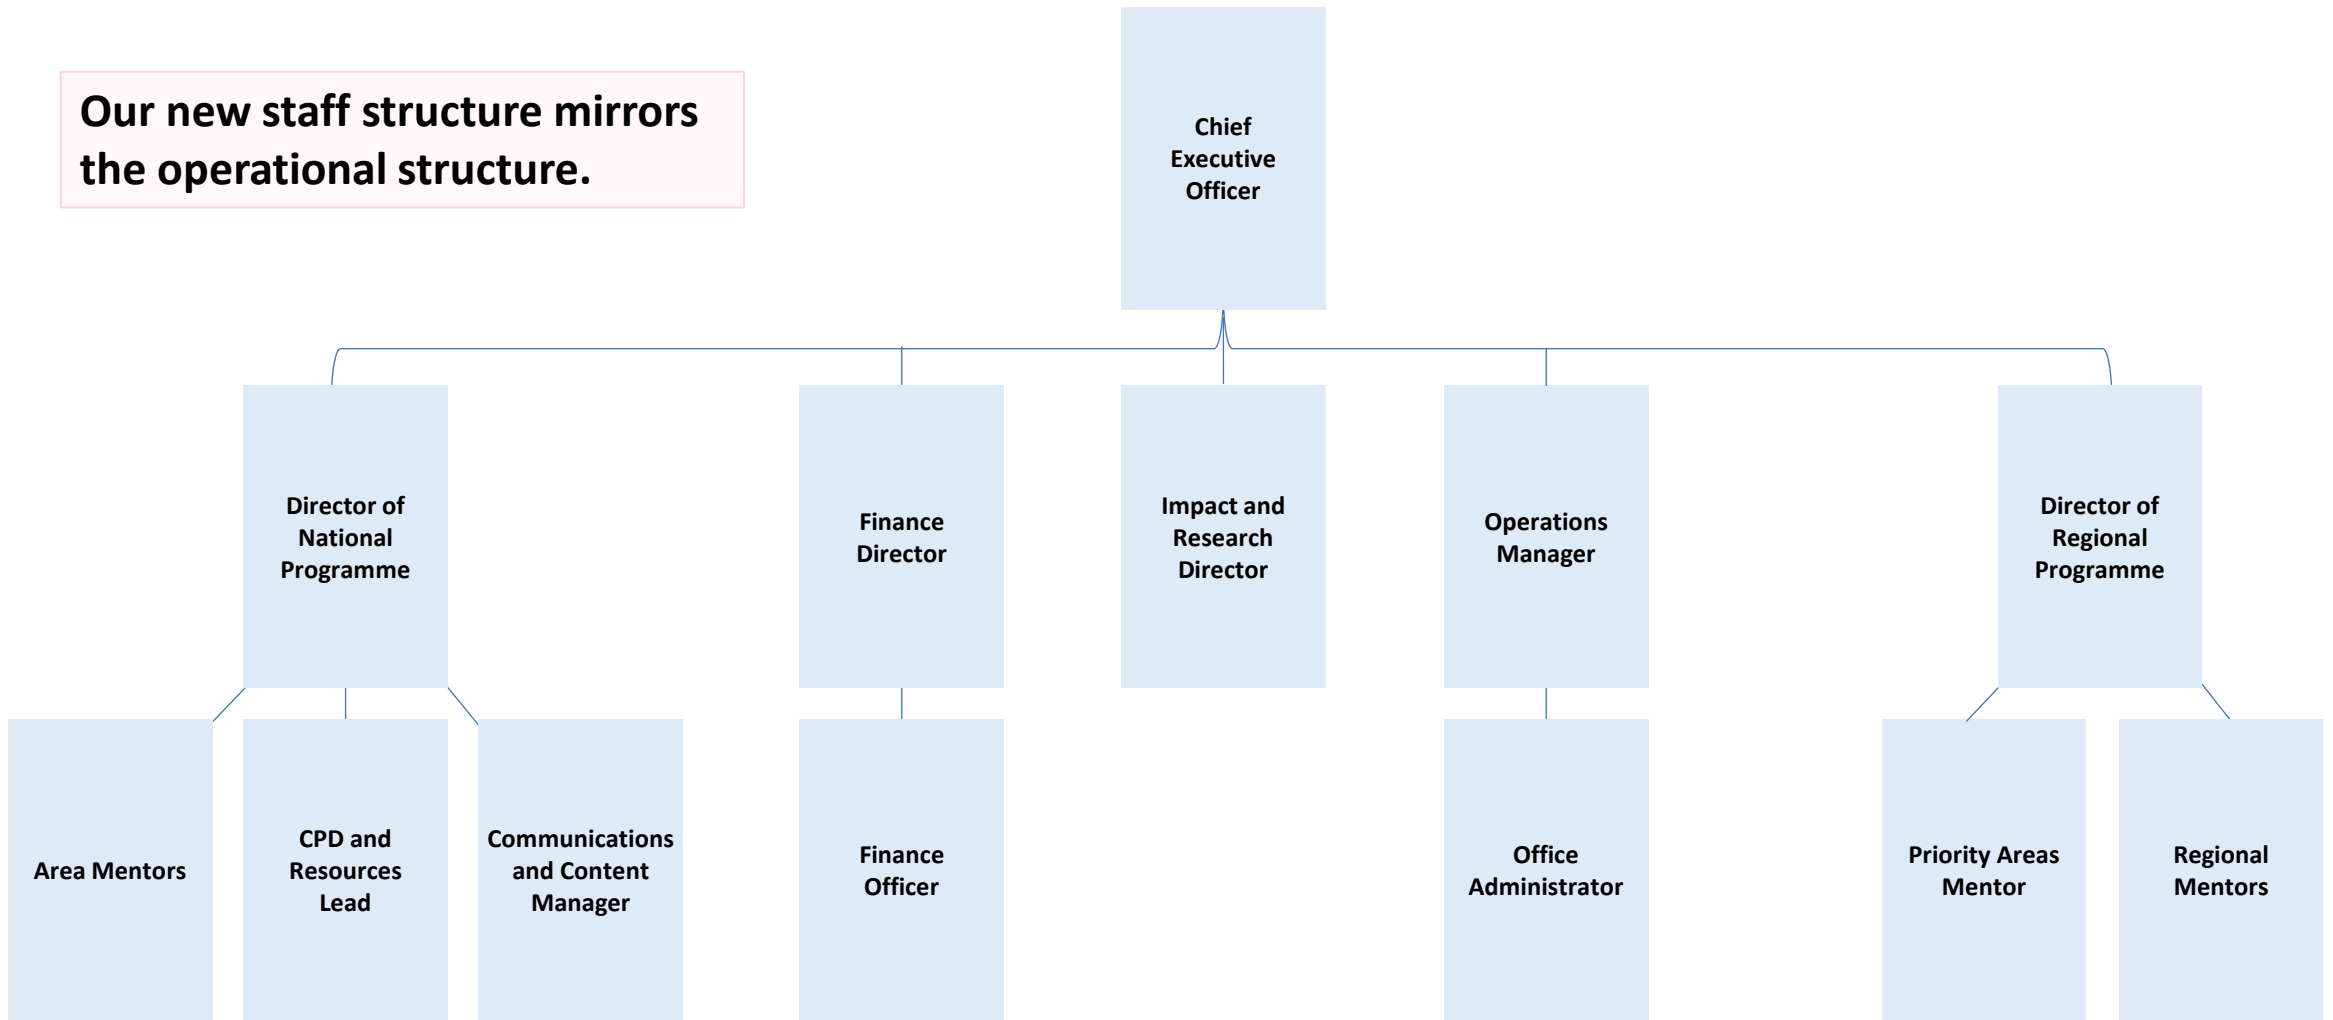 Our new staff structure mirrors
the operational structure.
Chief
Executive
Officer
Director of
National
Programme
Finance
Director
Impact and
Research
Director
Operations
Manager
Director of
Regional
Programme
Area Mentors
CPD and
Resources
Lead
Communications
and Content
Manager
Finance
Officer
Office
Administrator
Priority Areas
Mentor
Regional
Mentors